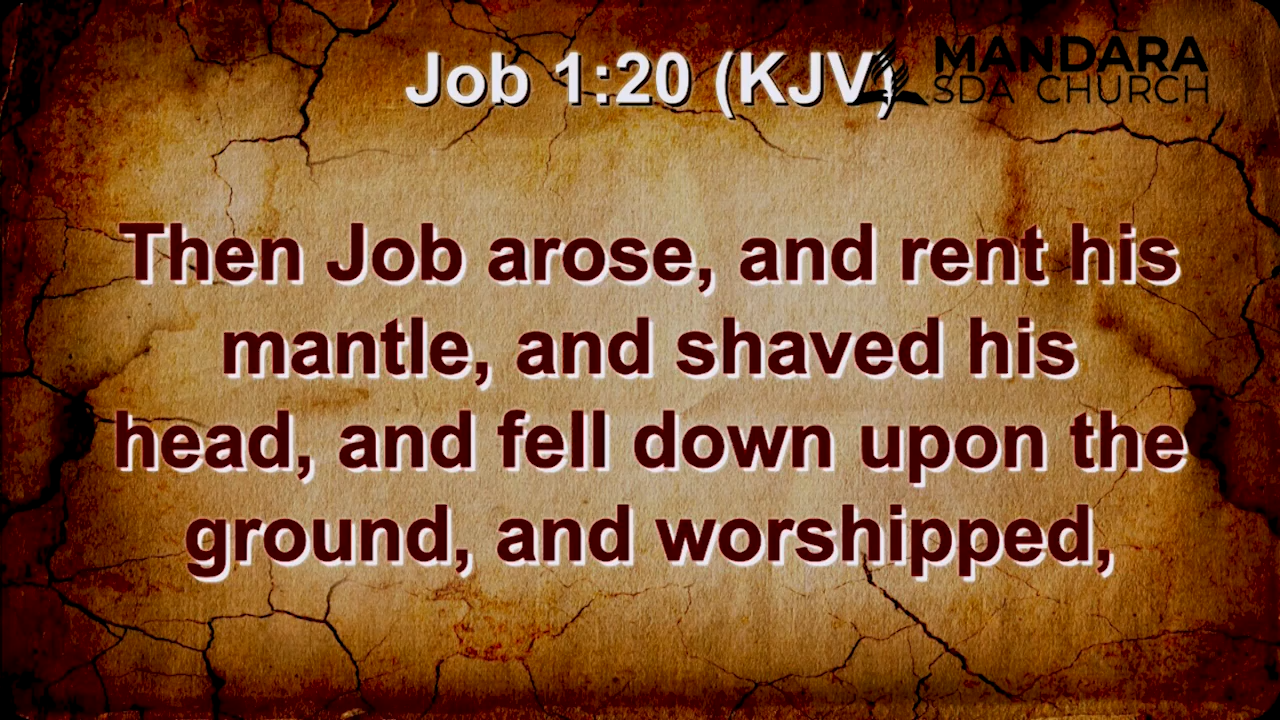 Job 1:20 (KJV)
MANDARA
SDA CHURCH
Then Job arose, and rent his
mantle, and shaved his
head, and fell down upon the
ground, and worshipped,